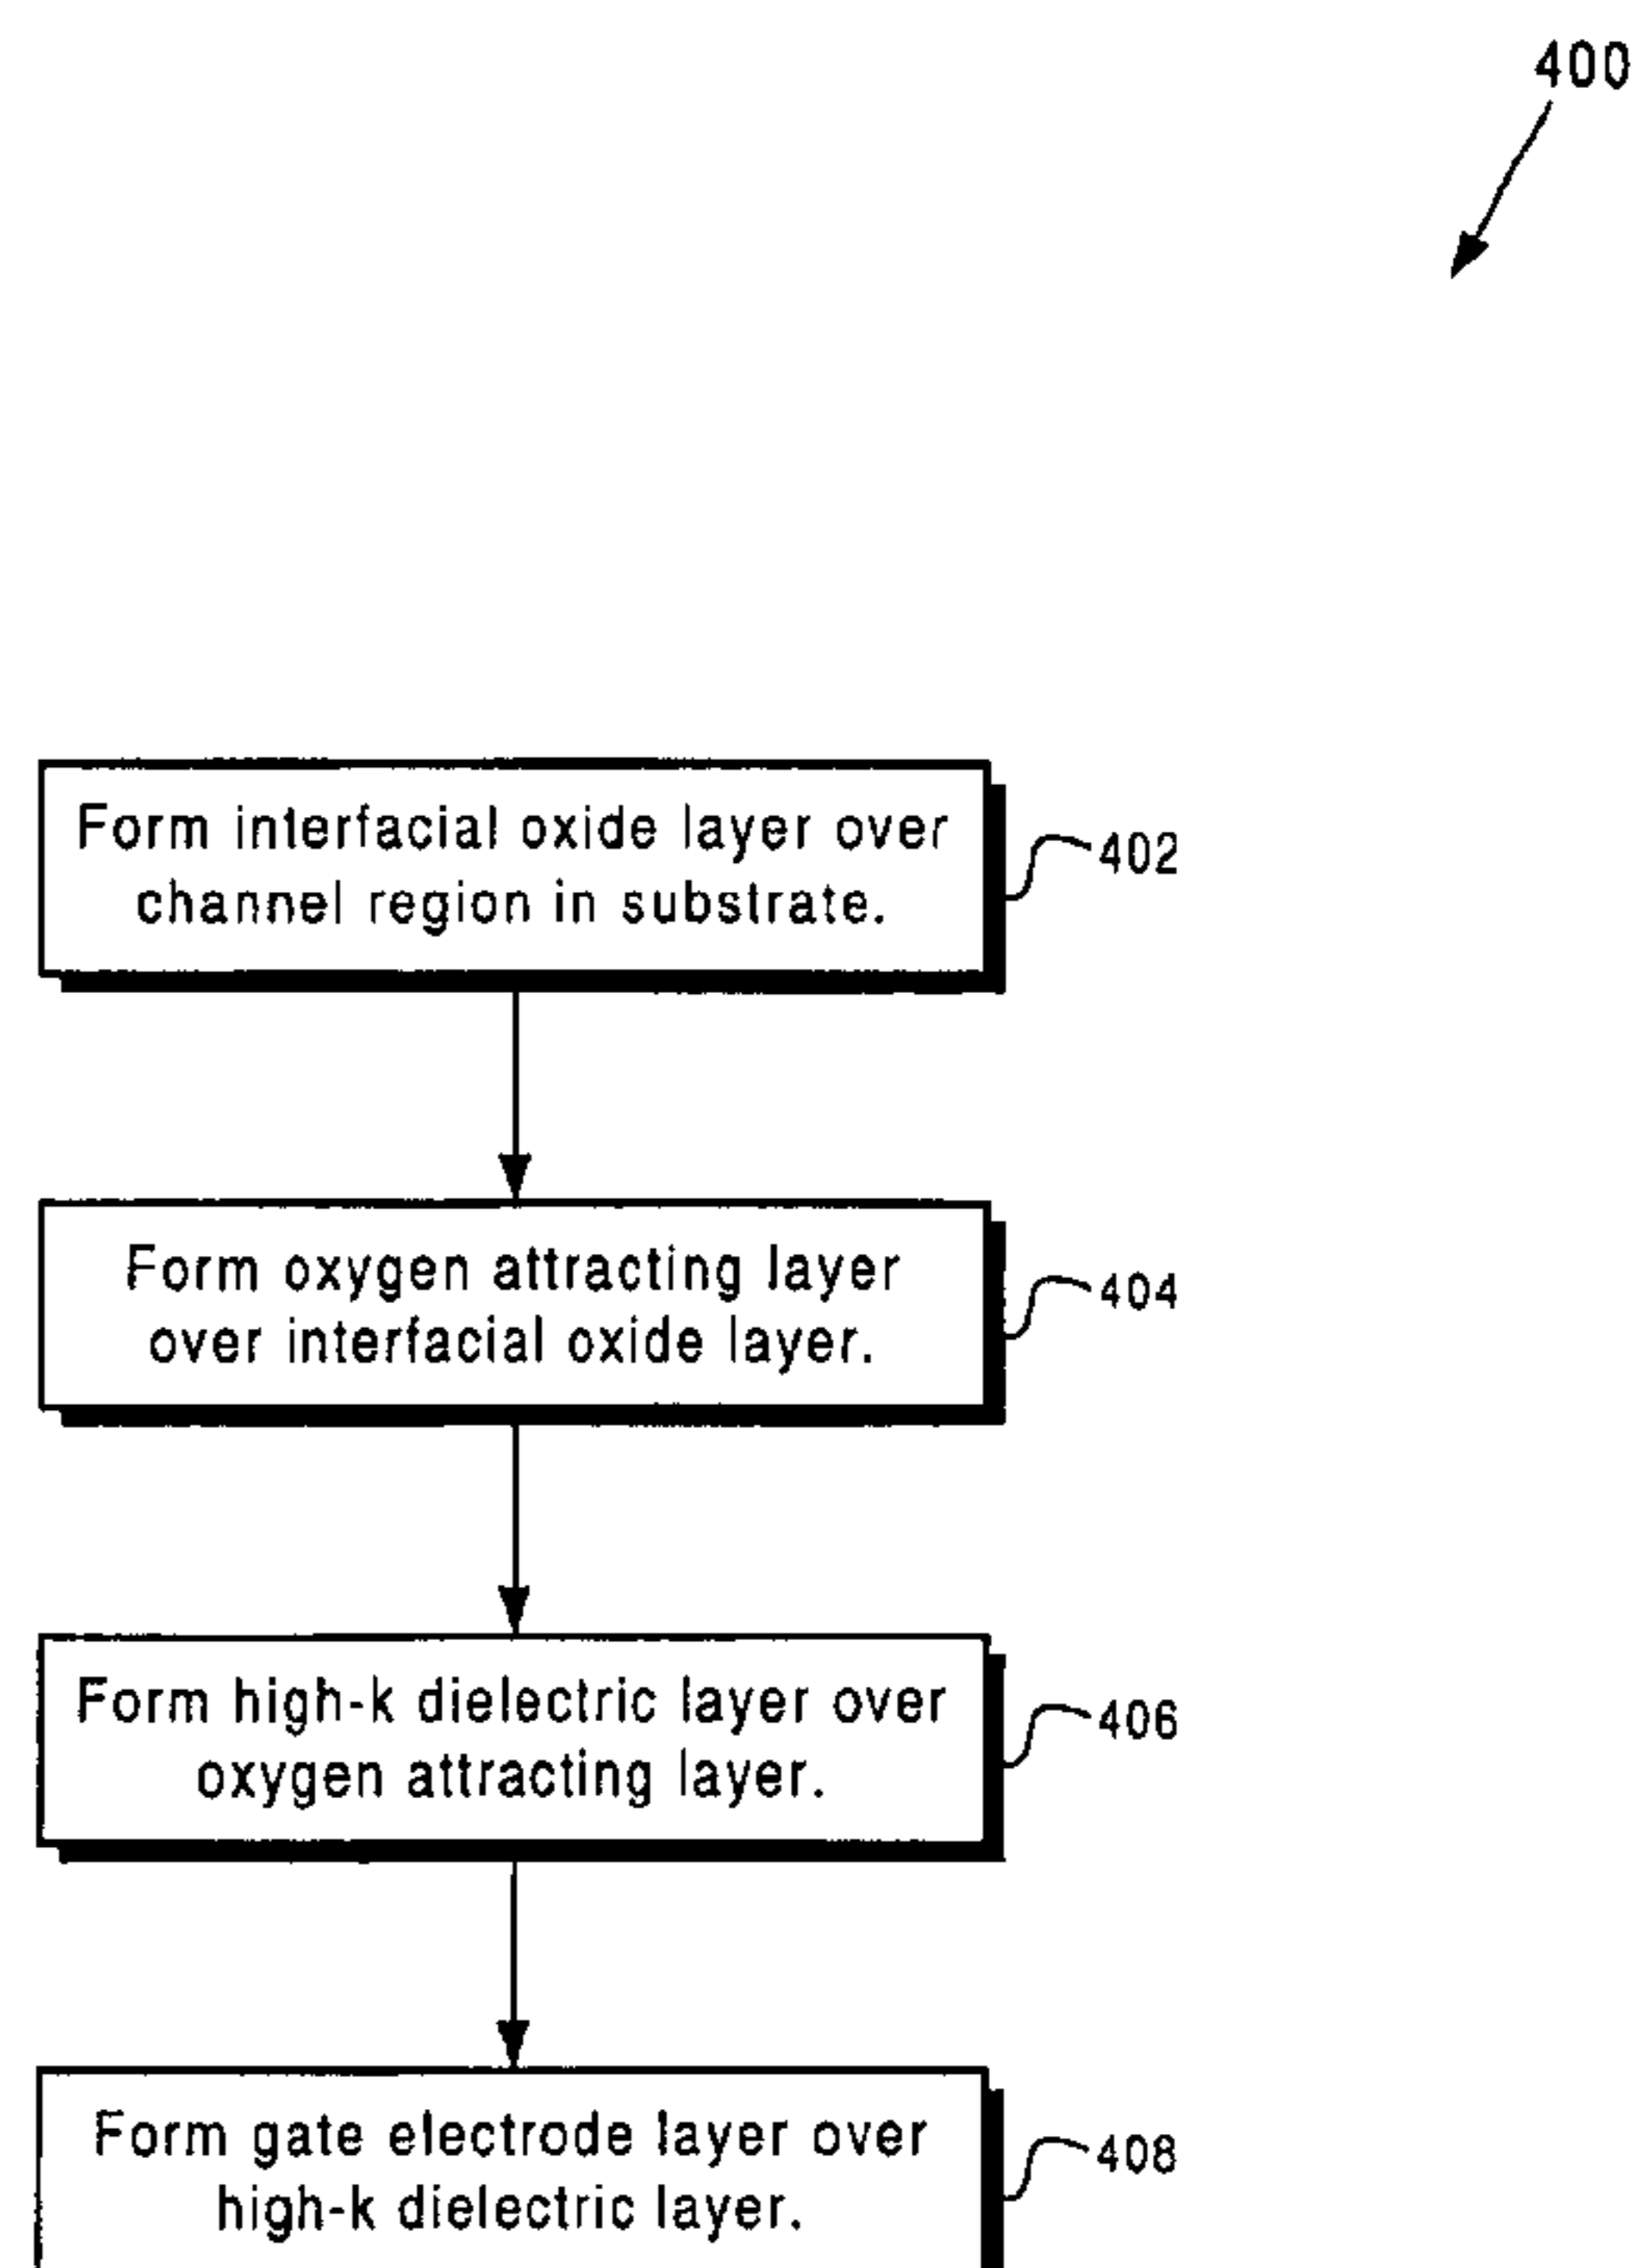 400
Form interfacial oxide layer over
channel region in substrate.
402
Form oxygen attracting layer
over interfacial oxide layer.
404
Form high-k dielectric layer over
oxygen attracting layer.
406
Form gate electrode layer over
high-k dielectric layer.
408